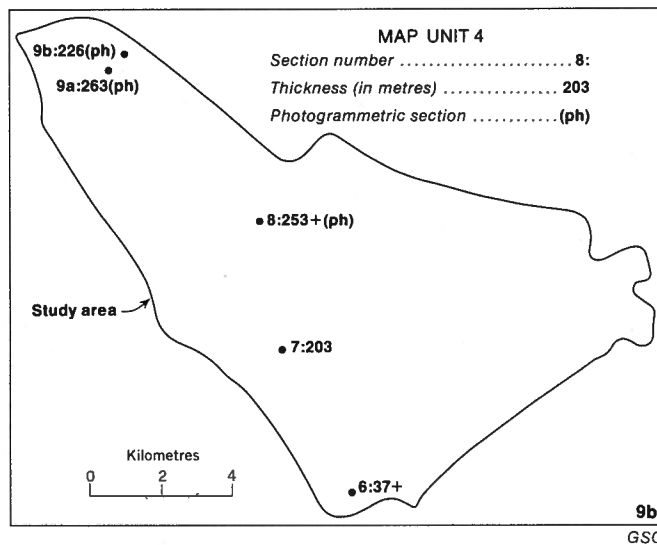 MAP UNIT 4
Section number ........................ 8:
Thickness (in metres) ................ 203
Photogrammetric section ............(ph)
9b:226(ph)
9a:263(ph)
8:253+(ph)
Study area
7:203
Kilometres
0 2 4
6:37+
9b
GSC